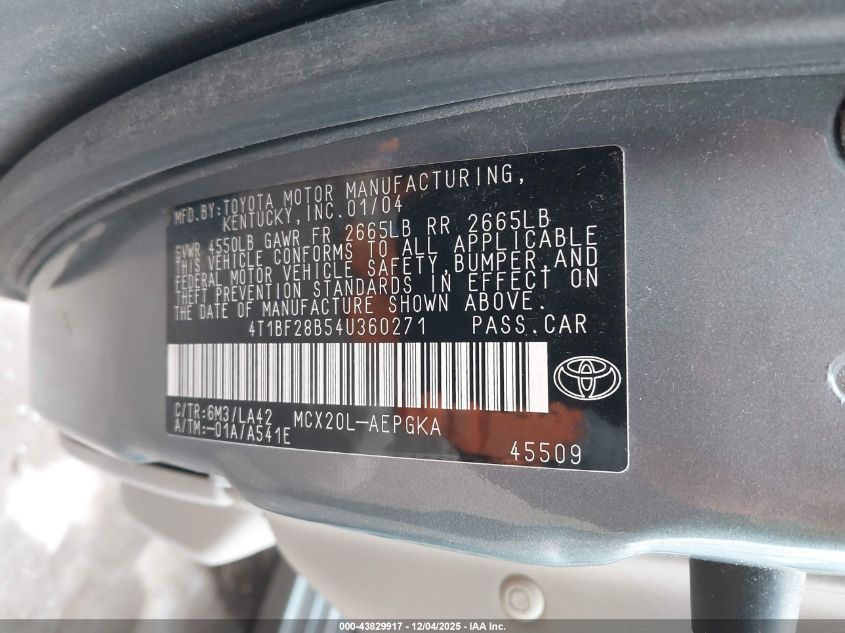 MFD.BY:TOYOTA MOTOR MANUFACTURING,
KENTUCKY,INC.01/04
GVWR 4550LB GAWR FR 2665LB RR 2665LB
THIS VEHICLE CONFORMS TO ALL APPLICABLE
FEDERAL MOTOR VEHICLE SAFETY,BUMPER,AND
THEFT PREVENTION STANDARDS IN EFFECT ON
THE DATE OF MANUFACTURE SHOWN ABOVE.
4T1BF28B54U360271 PASS.CAR
C/TR:6M3/LA42 MCX20L-AEPGKA
A/TM:-01A/A541E
45509
000-43829917 - 12/04/2025 - IAA Inc.